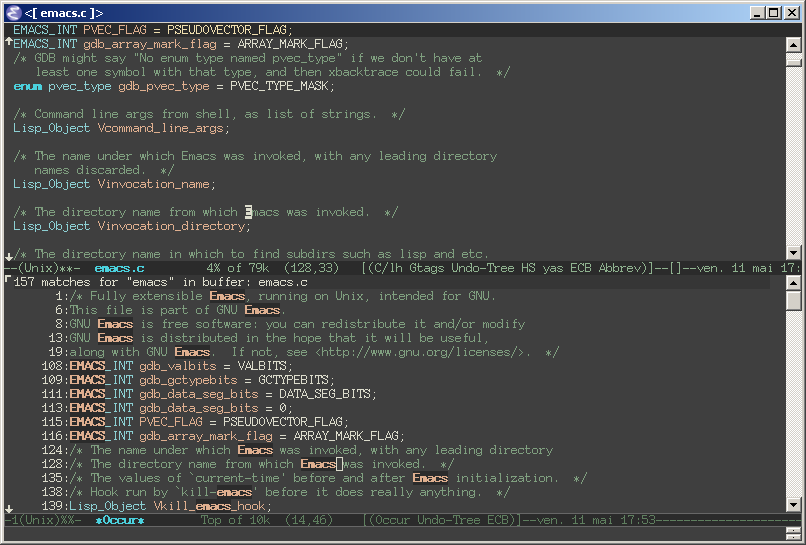 <[ emacs.c ]>
EMACS_INT PVEC_FLAG = PSEUDOVECTOR_FLAG;
EMACS_INT gdb_array_mark_flag = ARRAY_MARK_FLAG;
/* GDB might say "No enum type named pvec_type" if we don't have at
   least one symbol with that type, and then xbacktrace could fail.  */
enum pvec_type gdb_pvec_type = PVEC_TYPE_MASK;
/* Command line args from shell, as list of strings.  */
Lisp_Object Vcommand_line_args;
/* The name under which Emacs was invoked, with any leading directory
   names discarded.  */
Lisp_Object Vinvocation_name;
/* The directory name from which Emacs was invoked.  */
Lisp_Object Vinvocation_directory;
/* The directory name in which to find subdirs such as lisp and etc.
--(Unix)**-  emacs.c        4% of 79k  (128,33)    [(C/lh Gtags Undo-Tree HS yas ECB Abbrev)]--[]--ven. 11 mai 17:
157 matches for "emacs" in buffer: emacs.c
      1:/* Fully extensible Emacs, running on Unix, intended for GNU.
      6:This file is part of GNU Emacs.
      8:GNU Emacs is free software: you can redistribute it and/or modify
     13:GNU Emacs is distributed in the hope that it will be useful,
     19:along with GNU Emacs.  If not, see <http://www.gnu.org/licenses/>.  */
    108:EMACS_INT gdb_valbits = VALBITS;
    109:EMACS_INT gdb_gctypebits = GCTYPEBITS;
    111:EMACS_INT gdb_data_seg_bits = DATA_SEG_BITS;
    113:EMACS_INT gdb_data_seg_bits = 0;
    115:EMACS_INT PVEC_FLAG = PSEUDOVECTOR_FLAG;
    116:EMACS_INT gdb_array_mark_flag = ARRAY_MARK_FLAG;
    124:/* The name under which Emacs was invoked, with any leading directory
    128:/* The directory name from which Emacs was invoked.  */
    135:/* The values of `current-time' before and after Emacs initialization.  */
    138:/* Hook run by `kill-emacs' before it does really anything.  */
    139:Lisp_Object Vkill_emacs_hook;
-1(Unix)%%-  *Occur*        Top of 10k  (14,46)    [(Occur Undo-Tree ECB)]--ven. 11 mai 17:53--------------------